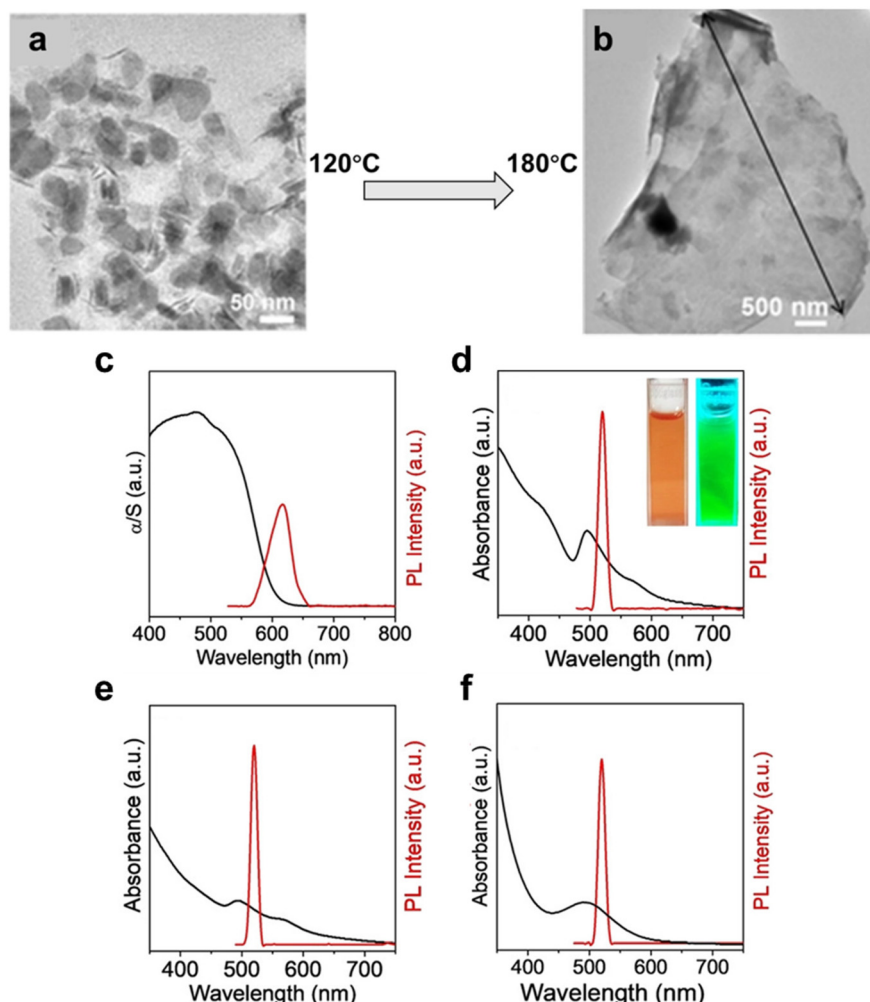 a
b
120°C
180°C
50 nm
500 nm
c
α/S (a.u.)
PL Intensity (a.u.)
400 500 600 700 800
Wavelength (nm)
d
Absorbance (a.u.)
PL Intensity (a.u.)
400 500 600 700
Wavelength (nm)
e
Absorbance (a.u.)
PL Intensity (a.u.)
400 500 600 700
Wavelength (nm)
f
Absorbance (a.u.)
PL Intensity (a.u.)
400 500 600 700
Wavelength (nm)